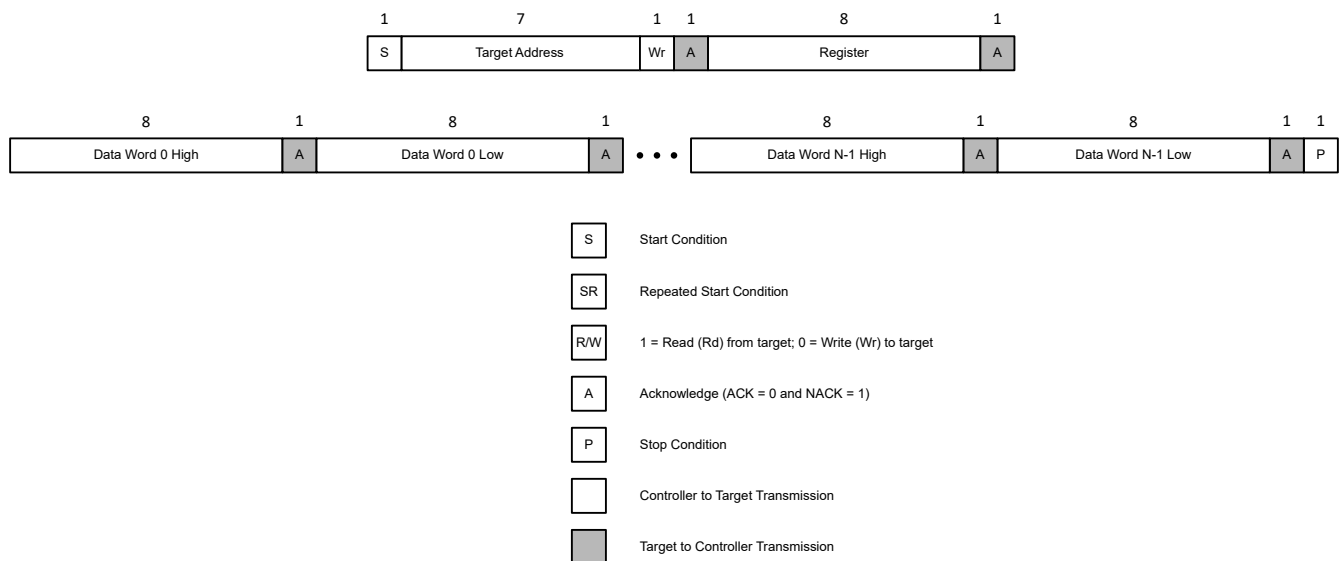 1 7 1 1 8 1
S Target Address Wr A Register A
8 1 8 1 8 1 8 1 1
Data Word 0 High A Data Word 0 Low A • • • Data Word N-1 High A Data Word N-1 Low A P
S Start Condition
SR Repeated Start Condition
R/W 1 = Read (Rd) from target; 0 = Write (Wr) to target
A Acknowledge (ACK = 0 and NACK = 1)
P Stop Condition
Controller to Target Transmission
Target to Controller Transmission